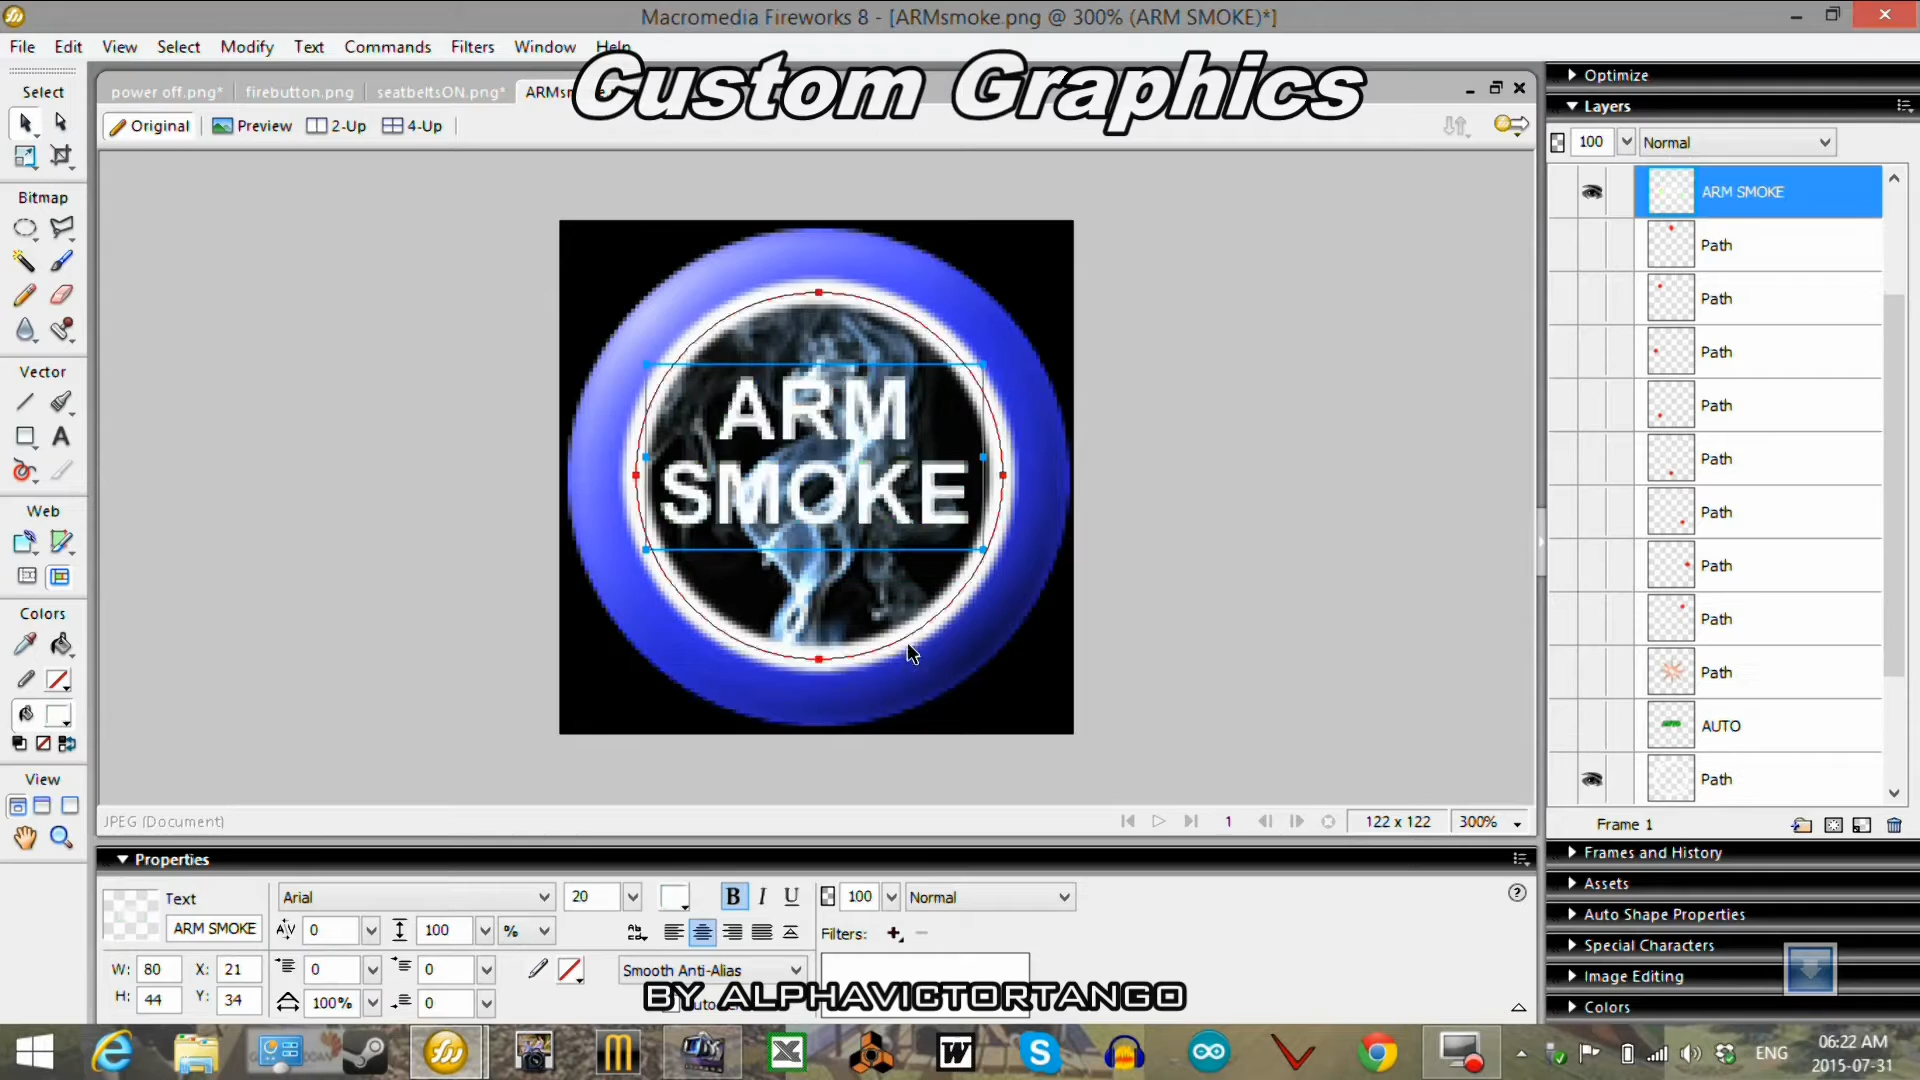 Macromedia Fireworks 8 - [ARMsmoke.png @ 300% (ARM SMOKE)*]
File Edit View Select Modify Text Commands Filters Window Help
Custom Graphics
power off.png* firebutton.png seatbeltsON.png*
Original Preview 2-Up 4-Up
Select
Bitmap
Vector
Web
Colors
View
ARM
SMOKE
Optimize
Layers
100 Normal
ARM SMOKE
Path
Path
Path
Path
Path
Path
Path
Path
Path
AUTO
Path
Frame 1
Frames and History
Assets
Auto Shape Properties
Special Characters
Image Editing
Colors
JPEG (Document)
1 122 x 122 300%
Properties
Text Arial 20 B I U 100 Normal
ARM SMOKE 0 100 % Filters:
W: 80 X: 21 0 0 Smooth Anti-Alias
H: 44 Y: 34 100% 0
BY ALPHAVICTORTANGO
ENG
06:22 AM
2015-07-31